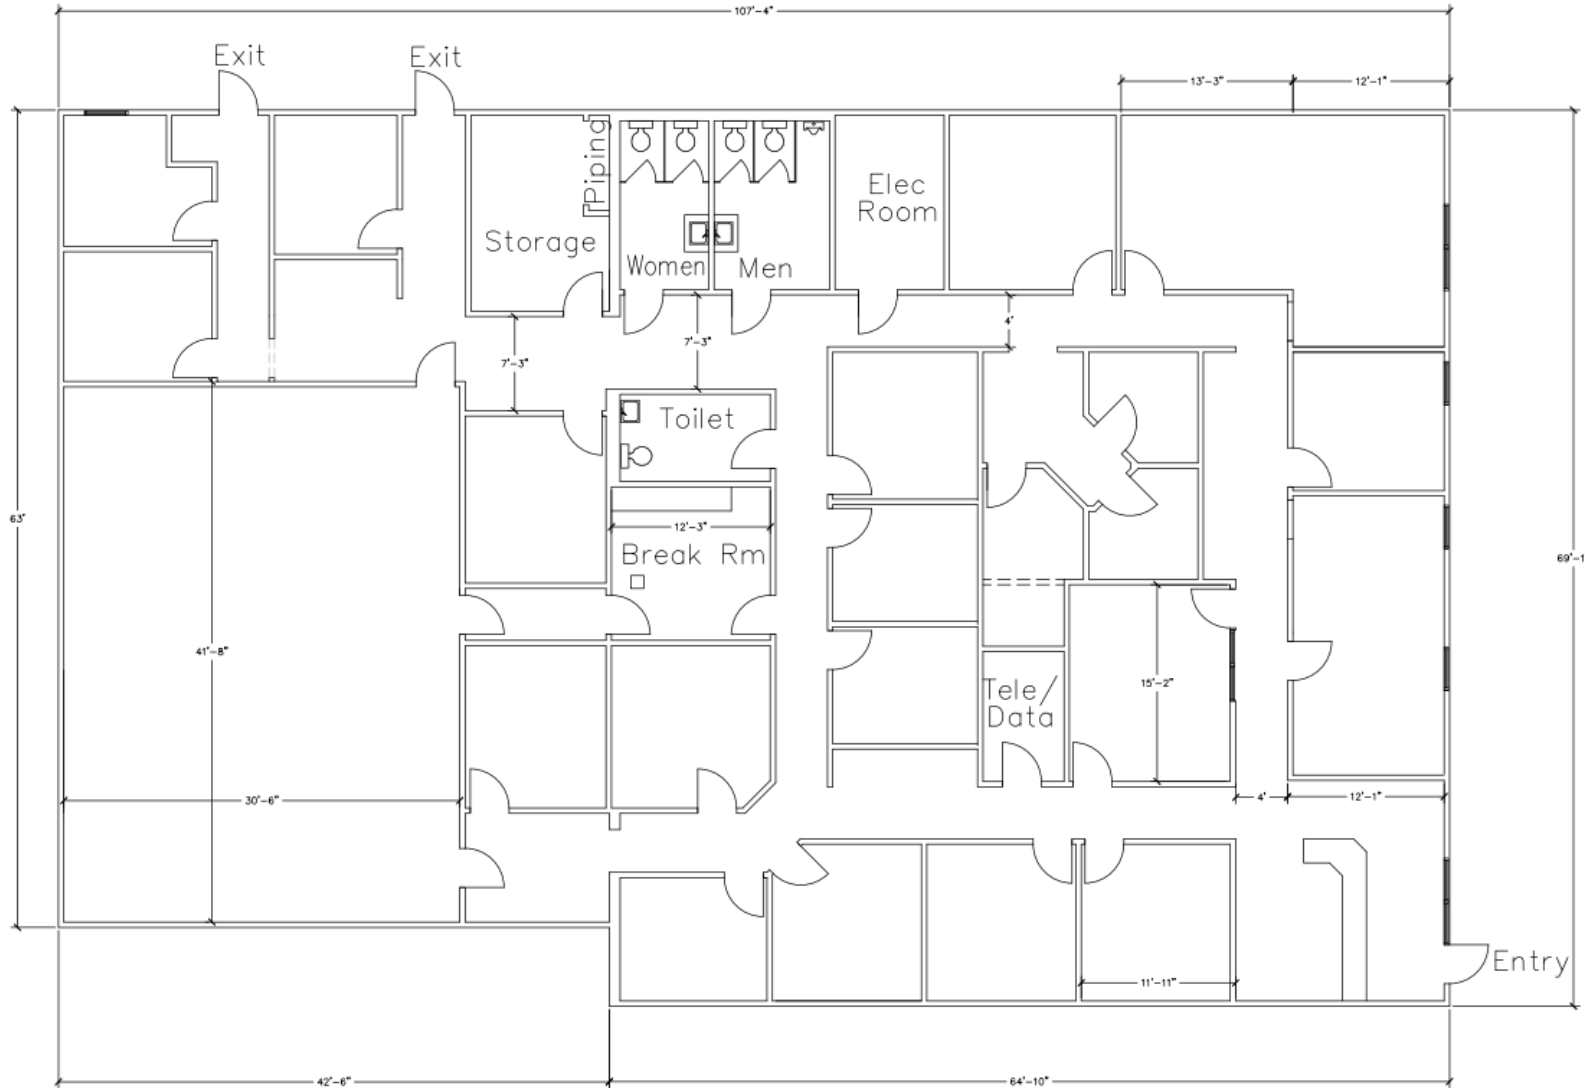 107'-4"
Exit
Exit
13'-3"
12'-1"
Piping
Elec
Room
Storage
Women
Men
4'
7'-3"
7'-3"
Toilet
63'
12'-3"
Break Rm
69'-1
41'-8"
15'-2"
Tele/
Data
30'-6"
4'
12'-1"
Entry
11'-11"
42'-6"
64'-10"